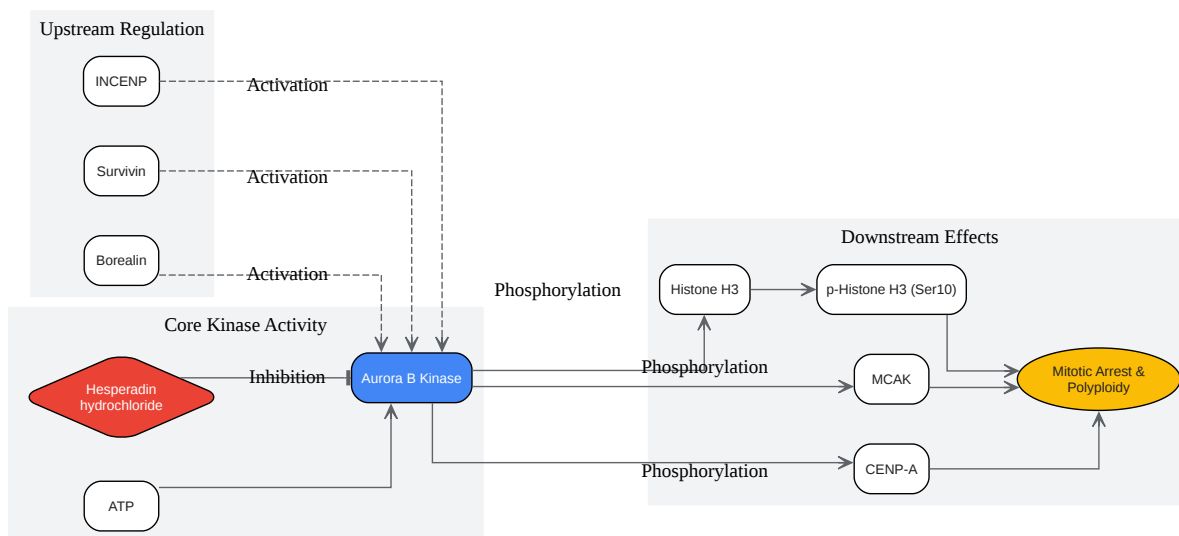 Upstream Regulation
INCENP
Activation
Survivin
Activation
Borealin
Activation
Core Kinase Activity
Hesperadin
hydrochloride
Inhibition
Aurora B Kinase
ATP
Phosphorylation
Phosphorylation
Phosphorylation
Downstream Effects
Histone H3
p-Histone H3 (Ser10)
MCAK
Mitotic Arrest &
Polyploidy
CENP-A